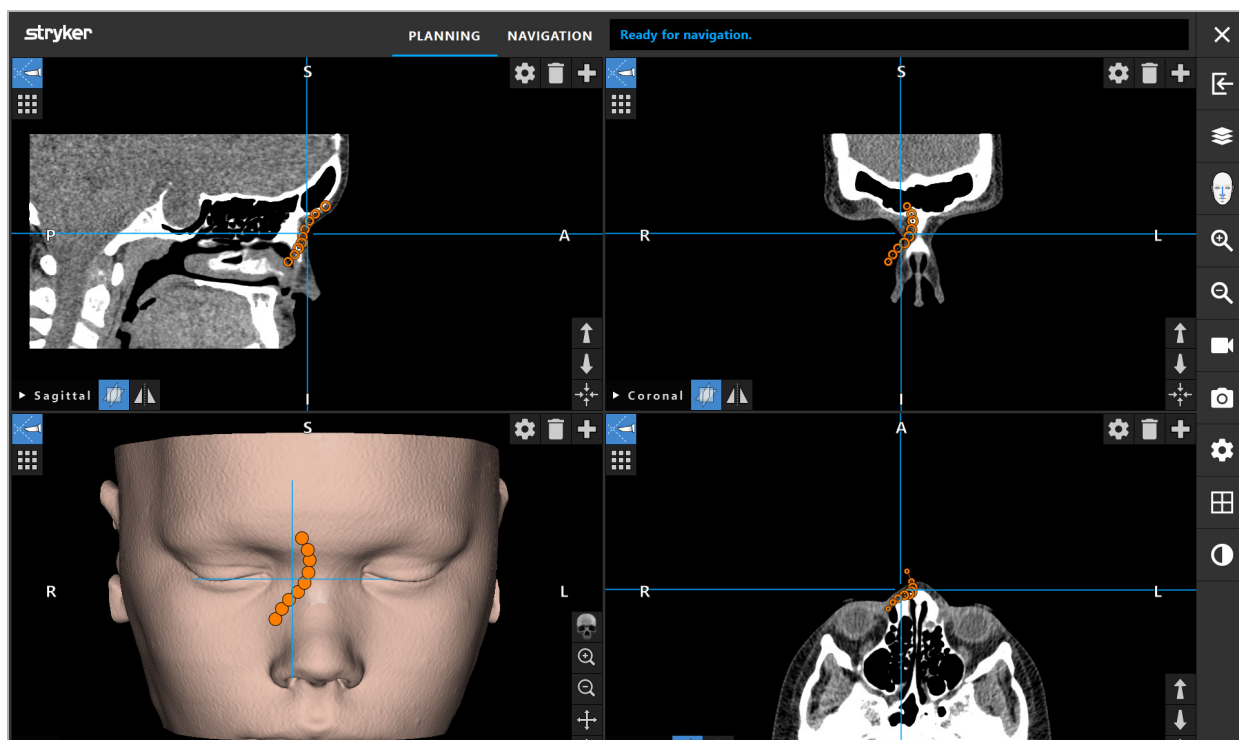 stryker
PLANNING NAVIGATION Ready for navigation.
S
P A
Sagittal I
S
R L
Coronal I
S
R L
A
R L